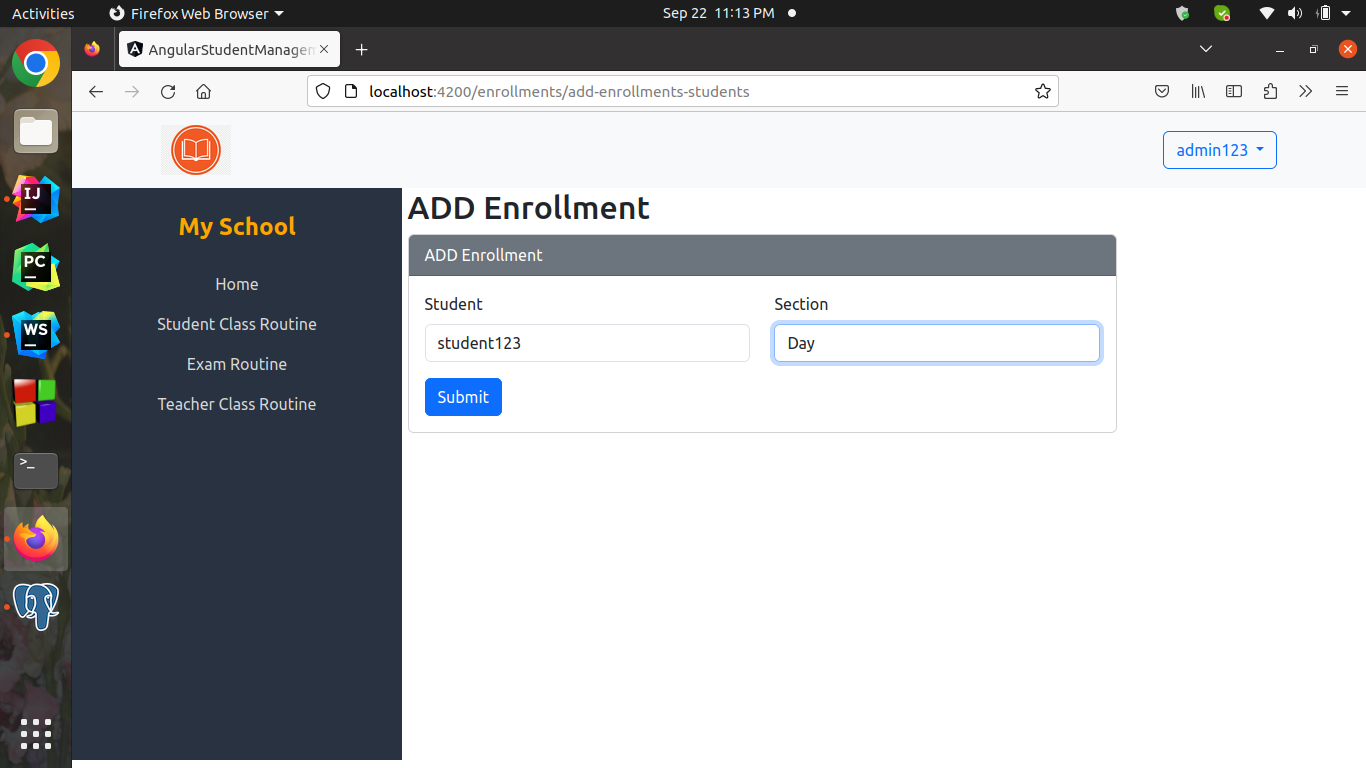 Activities
Firefox Web Browser
Sep 22 11:13 PM
AngularStudentManagem
localhost:4200/enrollments/add-enrollments-students
admin123
My School
Home
Student Class Routine
Exam Routine
Teacher Class Routine
ADD Enrollment
ADD Enrollment
Student
Section
student123
Day
Submit
IJ
PC
WS
>_